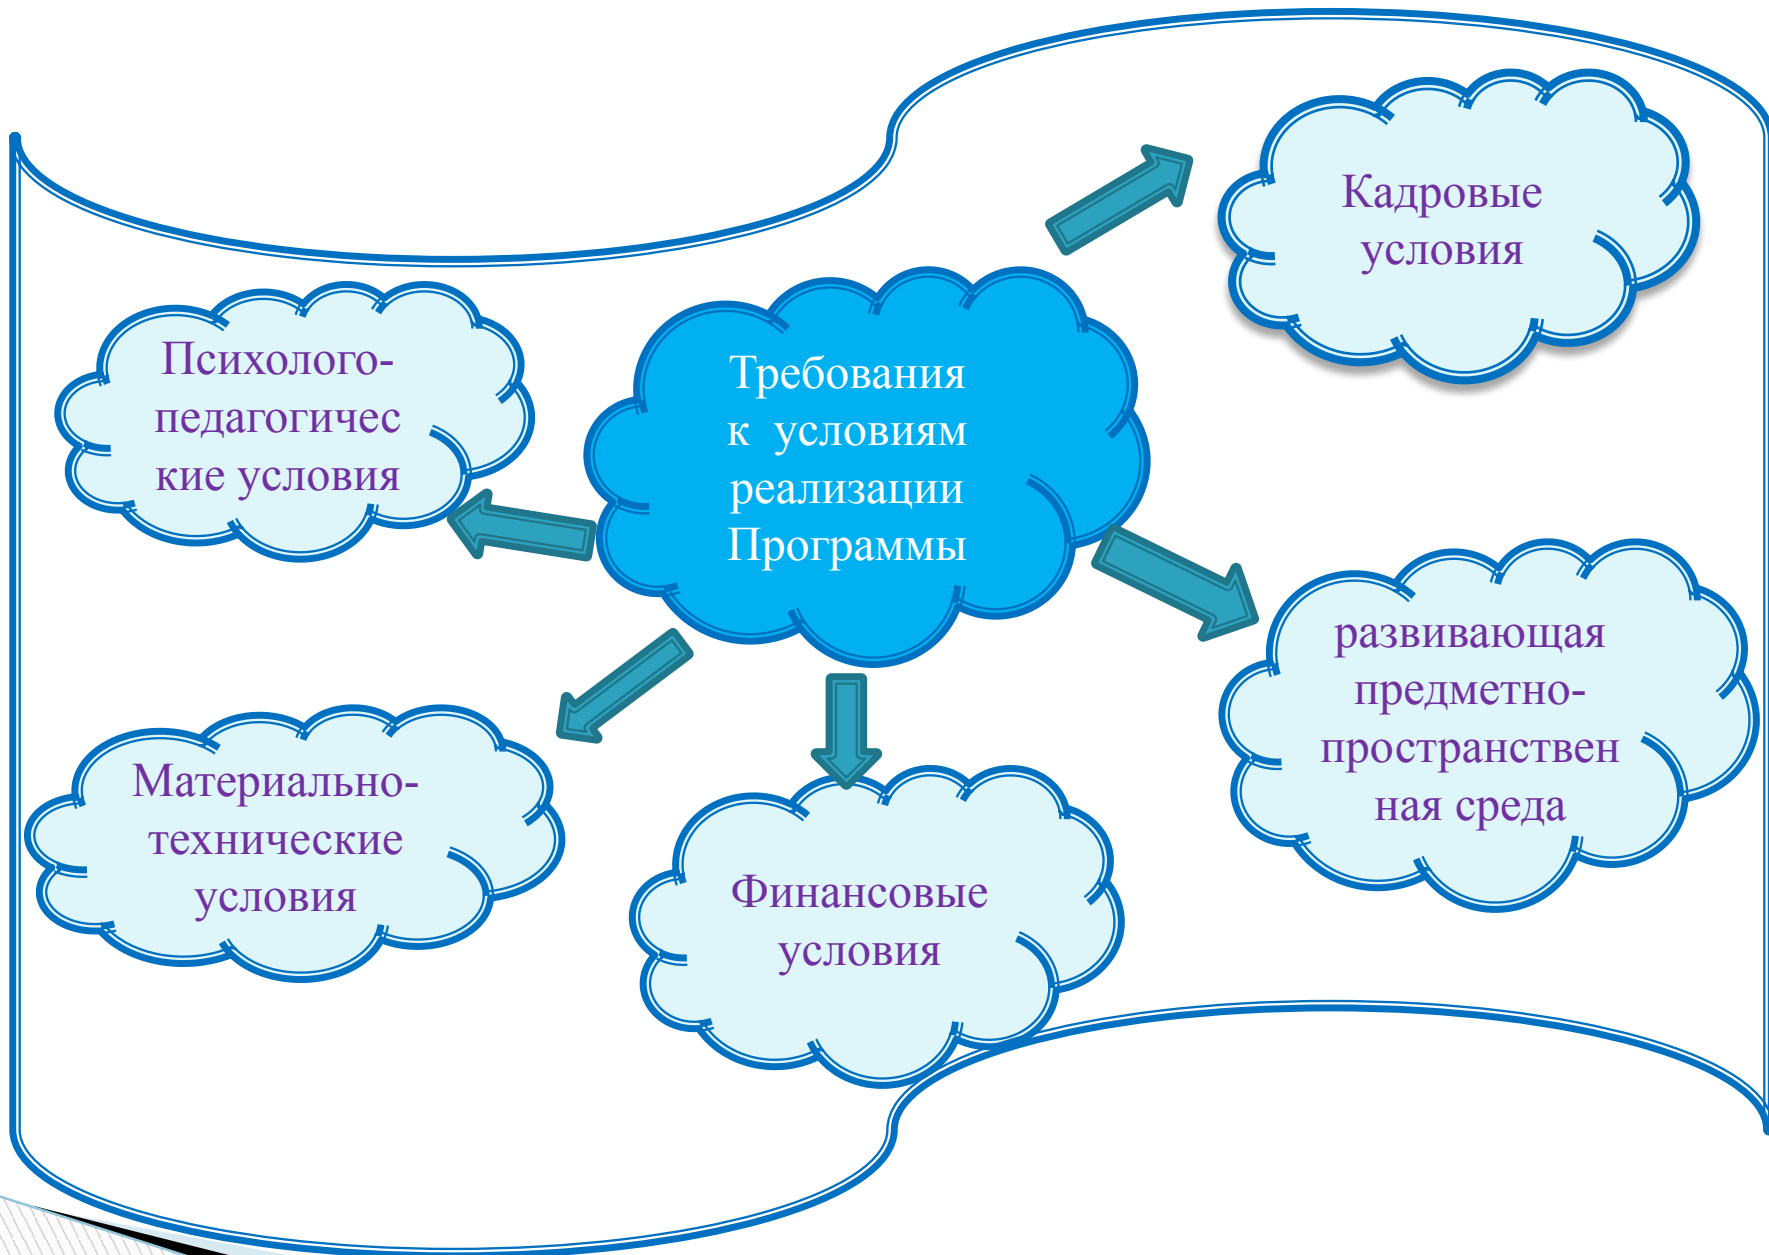 Кадровые
условия
Психолого-
педагогичес
кие условия
Требования
к условиям
реализации
Программы
развивающая
предметно-
пространствен
ная среда
Материально-
технические
условия
Финансовые
условия